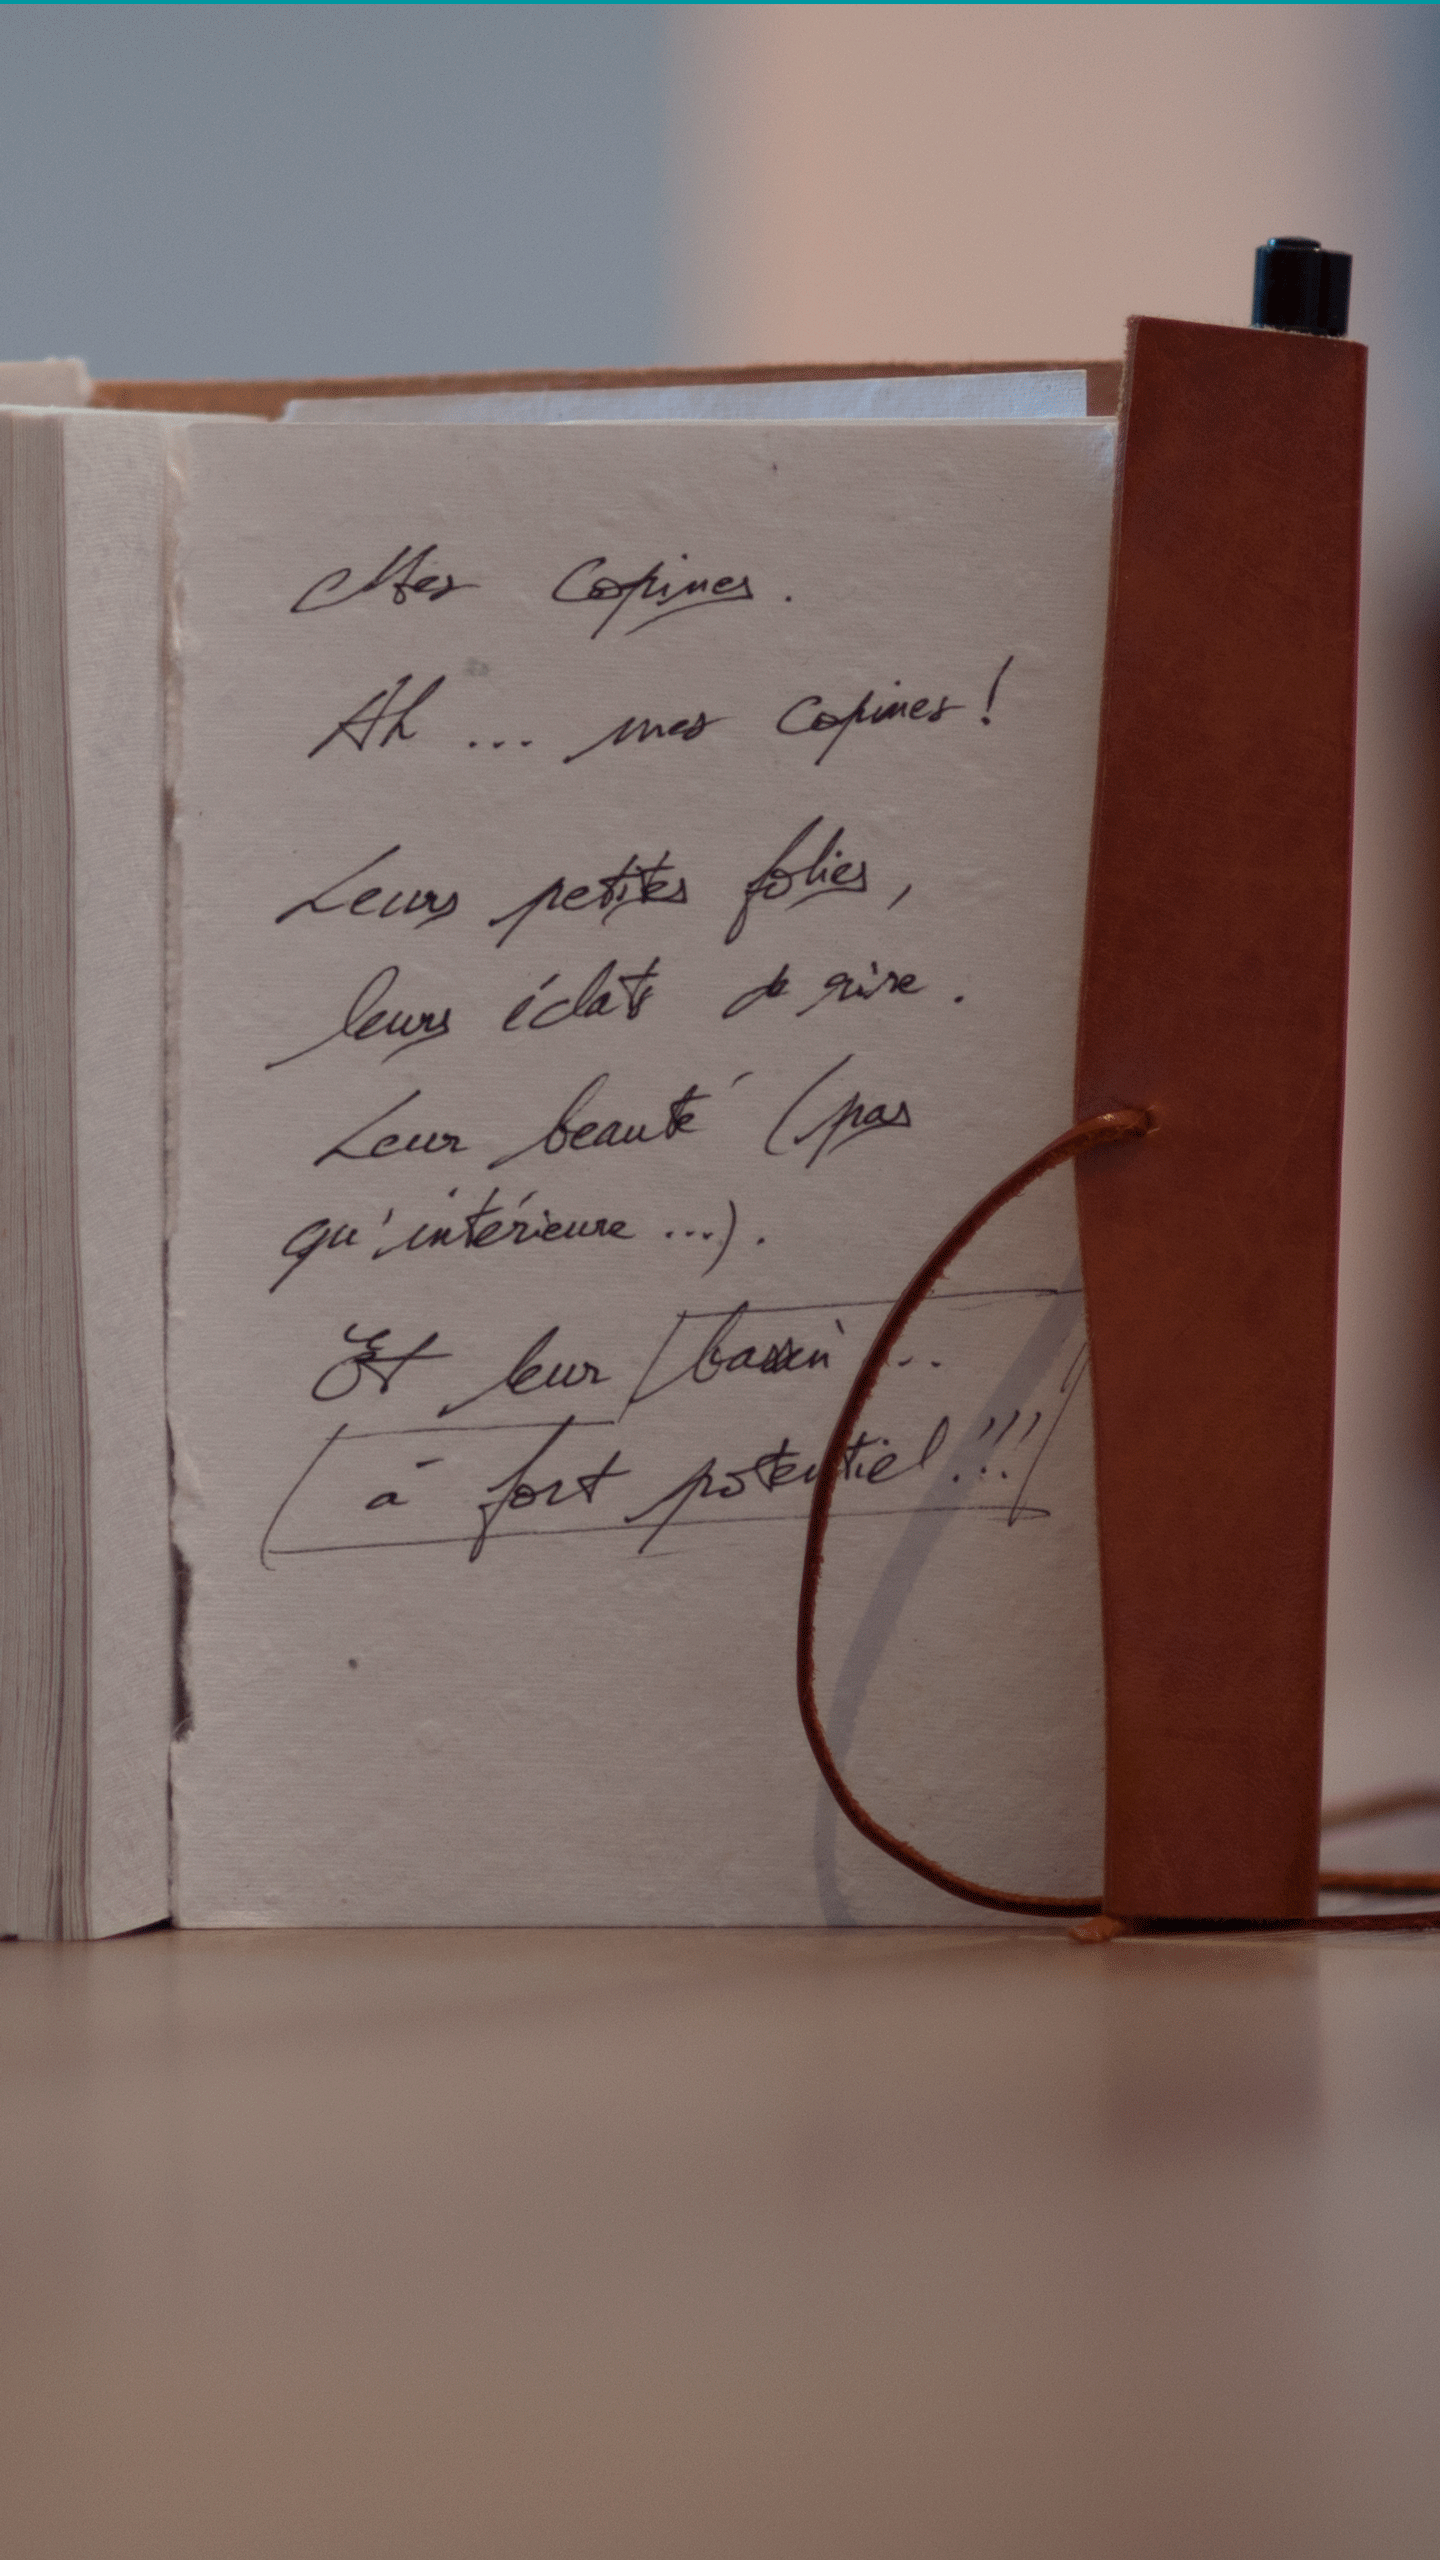 Mes Copines.
Ah... mes copines!
Leurs petites folies,
leurs éclats de rire.
Leur beauté (pas
qu'intérieure...).
Et leur bassin...
à fort potentiel!!!